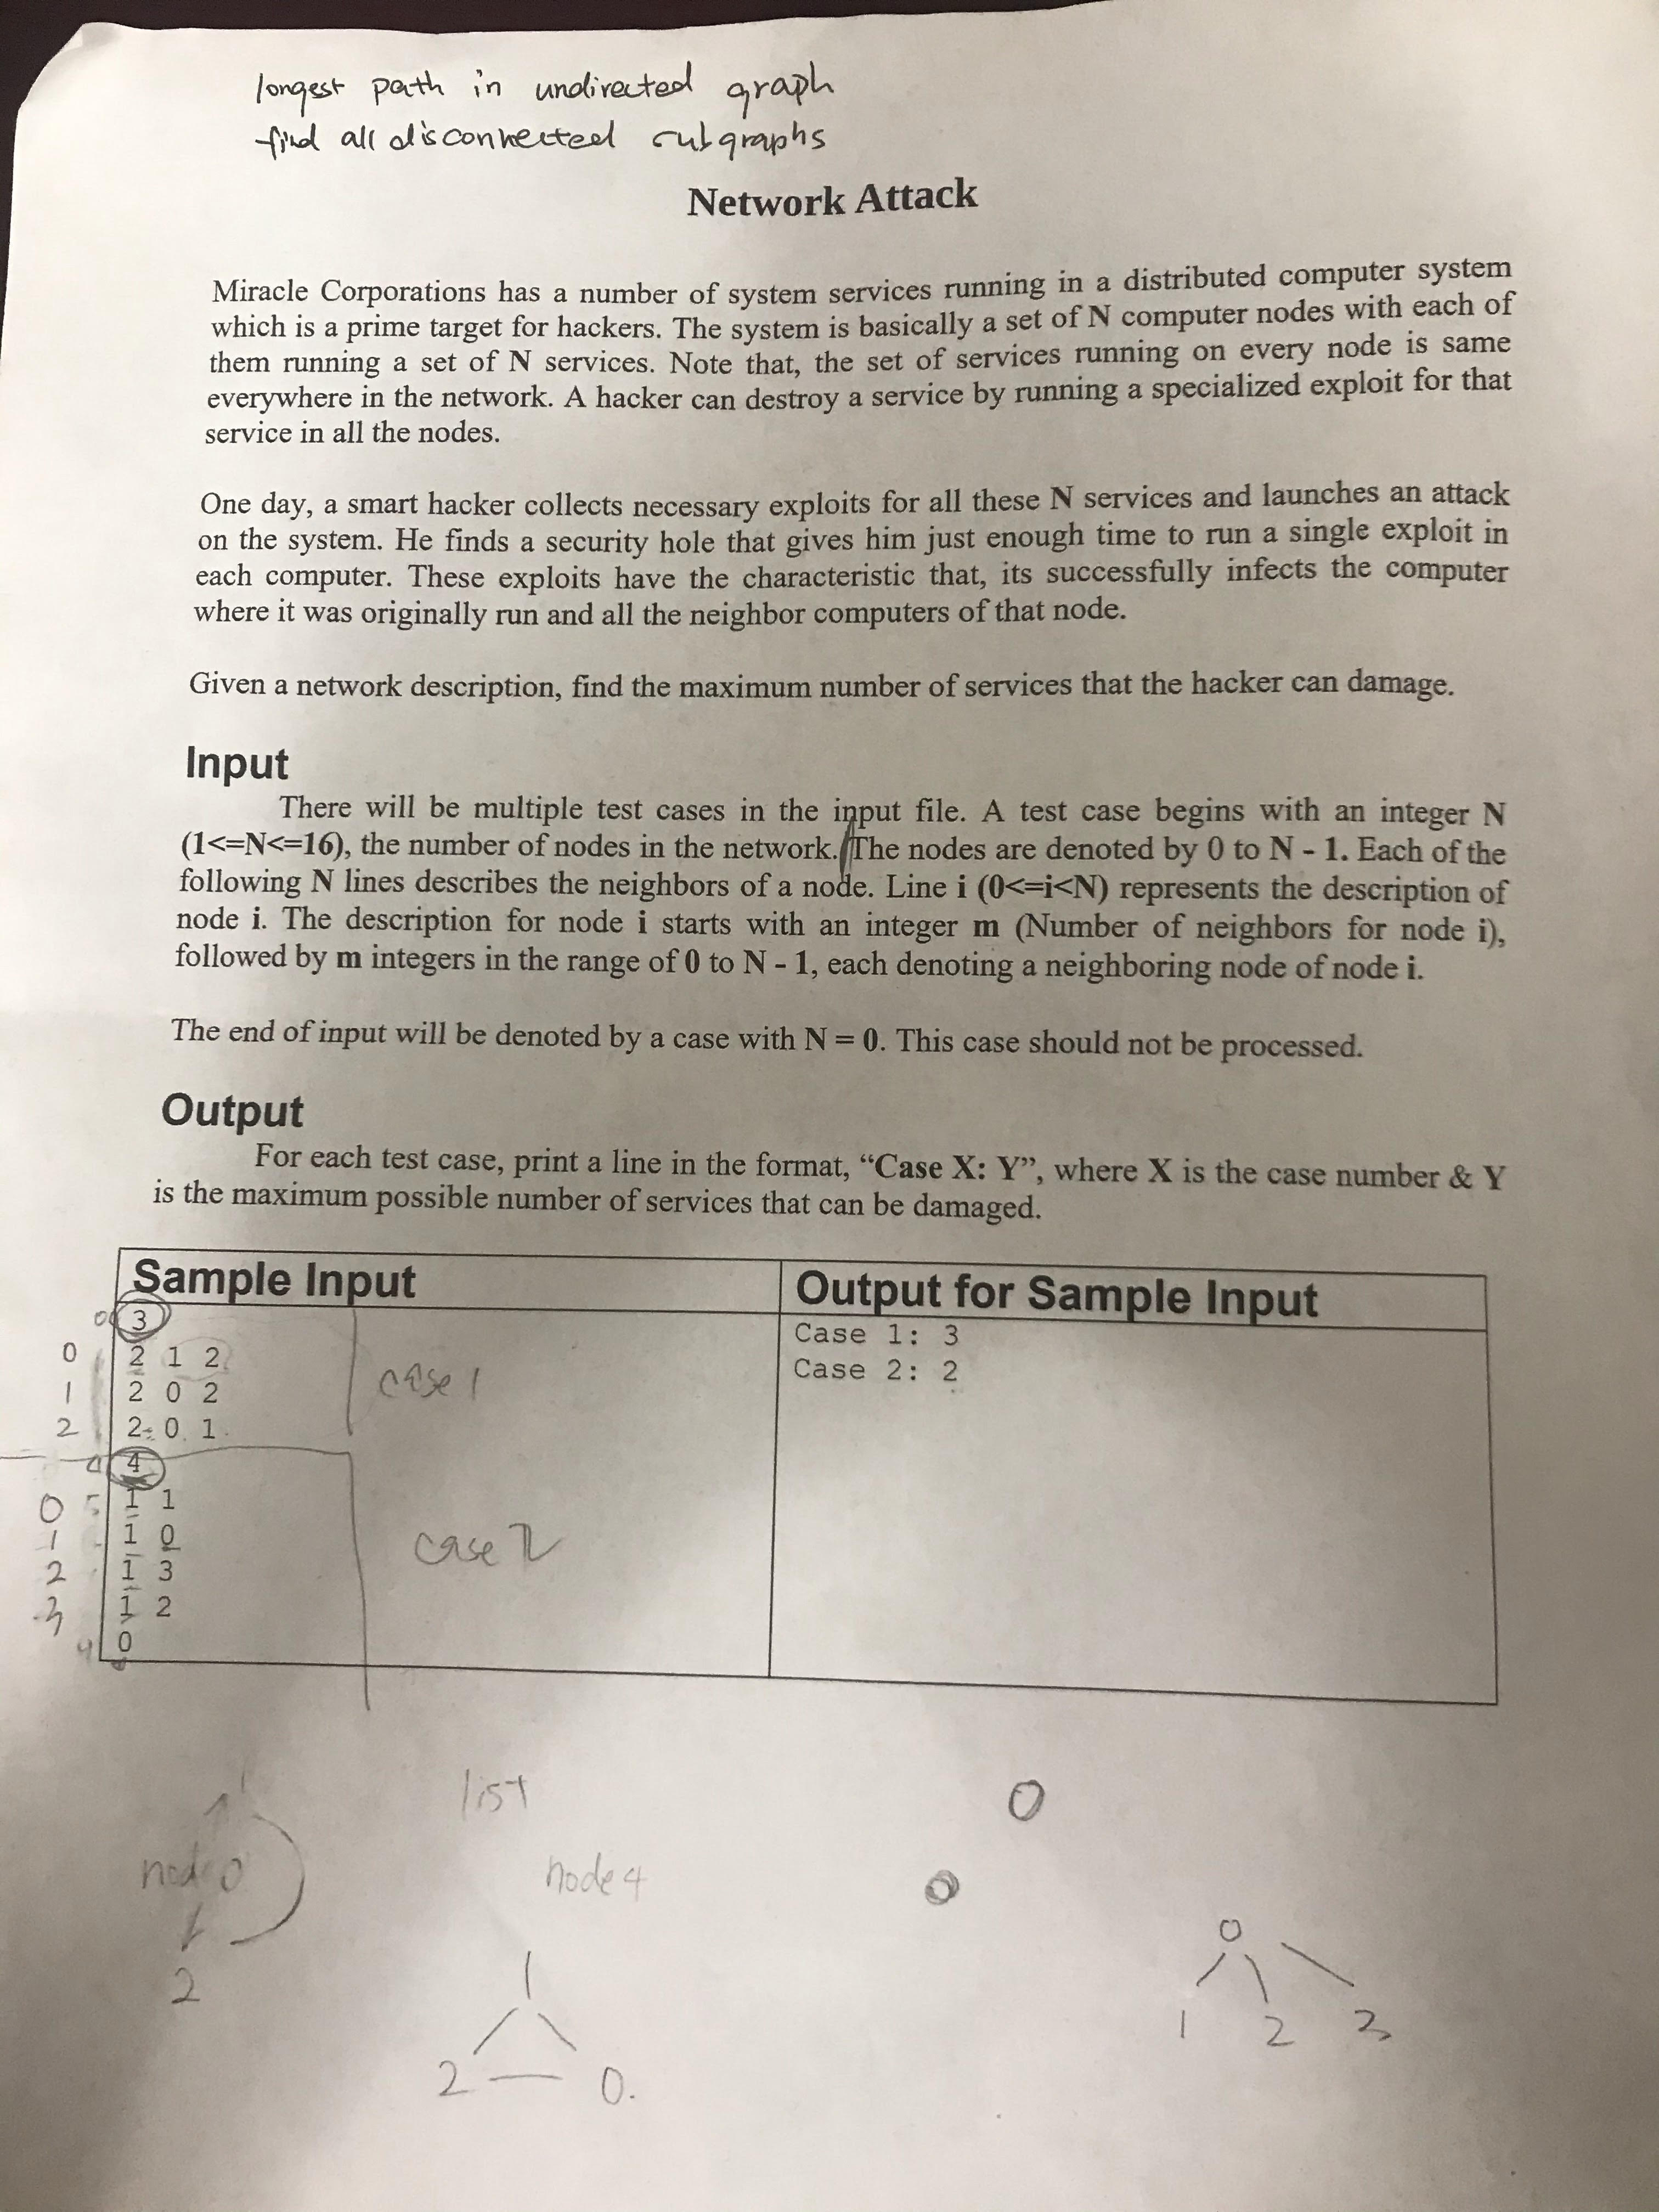 longest path in undirected graph
find all disconnected subgraphs
Network Attack
Miracle Corporations has a number of system services running in a distributed computer system
which is a prime target for hackers. The system is basically a set of N computer nodes with each of
them running a set of N services. Note that, the set of services running on every node is same
everywhere in the network. A hacker can destroy a service by running a specialized exploit for that
service in all the nodes.
One day, a smart hacker collects necessary exploits for all these N services and launches an attack
on the system. He finds a security hole that gives him just enough time to run a single exploit in
each computer. These exploits have the characteristic that, its successfully infects the computer
where it was originally run and all the neighbor computers of that node.
Given a network description, find the maximum number of services that the hacker can damage.
Input
There will be multiple test cases in the input file. A test case begins with an integer N
(1<=N<=16), the number of nodes in the network. The nodes are denoted by 0 to N - 1. Each of the
following N lines describes the neighbors of a node. Line i (0<=i<N) represents the description of
node i. The description for node i starts with an integer m (Number of neighbors for node i),
followed by m integers in the range of 0 to N - 1, each denoting a neighboring node of node i.
The end of input will be denoted by a case with N = 0. This case should not be processed.
Output
For each test case, print a line in the format, “Case X: Y”, where X is the case number & Y
is the maximum possible number of services that can be damaged.
Sample Input
Output for Sample Input
3
Case 1: 3
0 2 1 2
Case 2: 2
1 2 0 2
case 1
2 2 0 1
4
0 1 1
1 1 0
case 2
2 1 3
3 1 2
4 0
list
0
node 0
node 4
0
2
1
2 0.
0
1 2 3